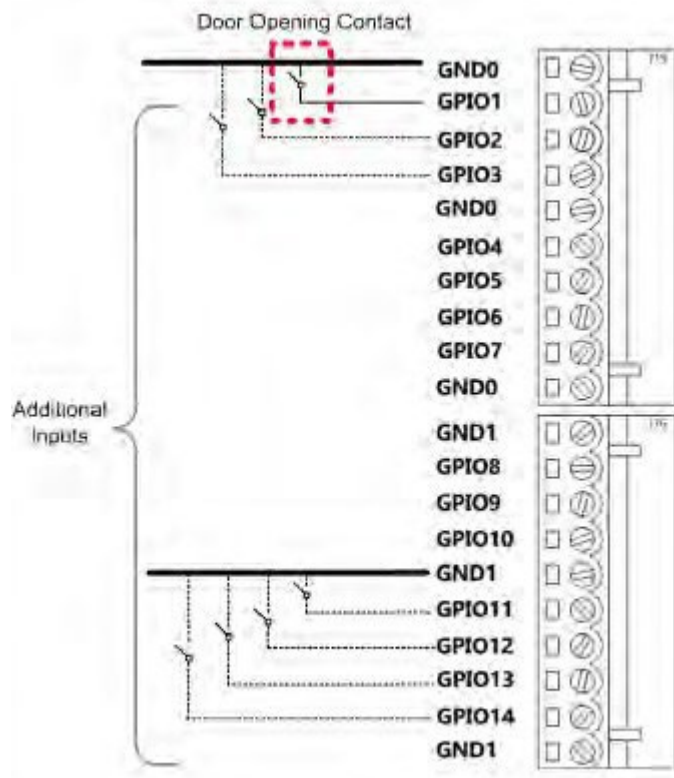 Door Opening Contact
GND0
GPIO1
GPIO2
GPIO3
GND0
GPIO4
GPIO5
GPIO6
GPIO7
GND0
Additional
Inputs
GND1
GPIO8
GPIO9
GPIO10
GND1
GPIO11
GPIO12
GPIO13
GPIO14
GND1